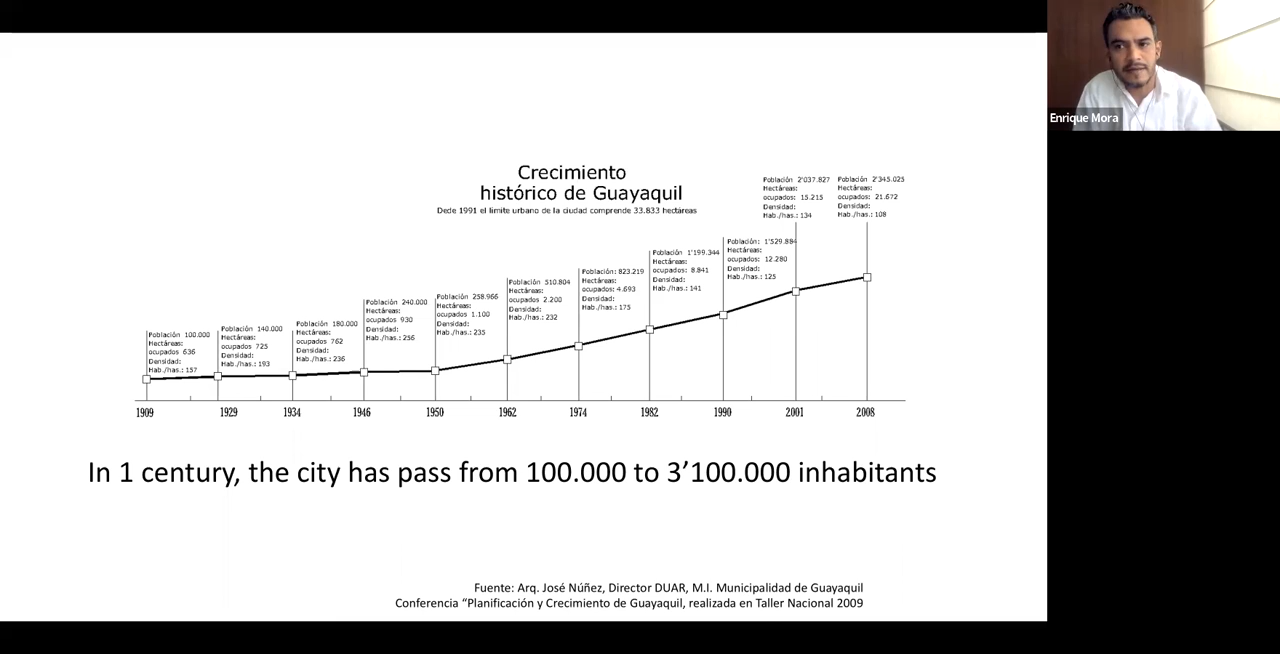 Enrique Mora
Crecimiento
histórico de Guayaquil
Desde 1991 el límite urbano de la ciudad comprende 33.833 hectáreas
Población 100.000
Hectáreas:
ocupados 636
Densidad:
Hab./has.: 157
Población 140.000
Hectáreas:
ocupados 725
Densidad:
Hab./has.: 193
Población 180.000
Hectáreas:
ocupados 762
Densidad:
Hab./has.: 236
Población 240.000
Hectáreas:
ocupados 930
Densidad:
Hab./has.: 256
Población 258.966
Hectáreas:
ocupados 1.100
Densidad:
Hab./has.: 235
Población 510.804
Hectáreas:
ocupados 2.200
Densidad:
Hab./has.: 232
Población 823.219
Hectáreas:
ocupados: 4.693
Densidad:
Hab./has.: 175
Población 1'199.344
Hectáreas:
ocupados: 8.841
Densidad:
Hab./has.: 141
Población 1'529.884
Hectáreas:
ocupados: 12.280
Densidad:
Hab./has.: 125
Población 2'037.827
Hectáreas:
ocupados: 15.215
Densidad:
Hab./has.: 134
Población 2'345.025
Hectáreas:
ocupados: 21.672
Densidad:
Hab./has.: 108
1909 1929 1934 1946 1950 1962 1974 1982 1990 2001 2008
In 1 century, the city has pass from 100.000 to 3’100.000 inhabitants
Fuente: Arq. José Núñez, Director DUAR, M.I. Municipalidad de Guayaquil
Conferencia “Planificación y Crecimiento de Guayaquil, realizada en Taller Nacional 2009